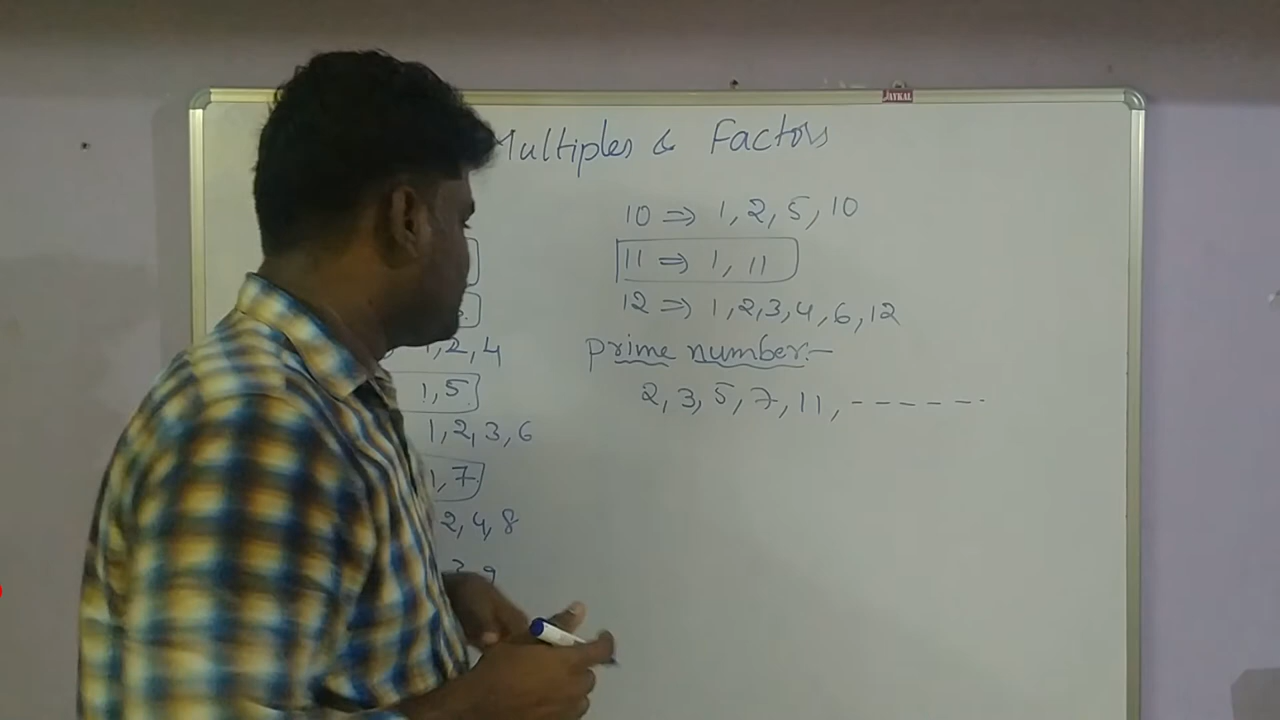 JAYKAL
Multiples & Factors
1,2,4
1,5
1,2,3,6
1,7
2,4,8
3,9
10 ⇒ 1, 2, 5, 10
11 ⇒ 1, 11
12 ⇒ 1,2,3,4,6,12
Prime number:-
2,3,5,7,11,------